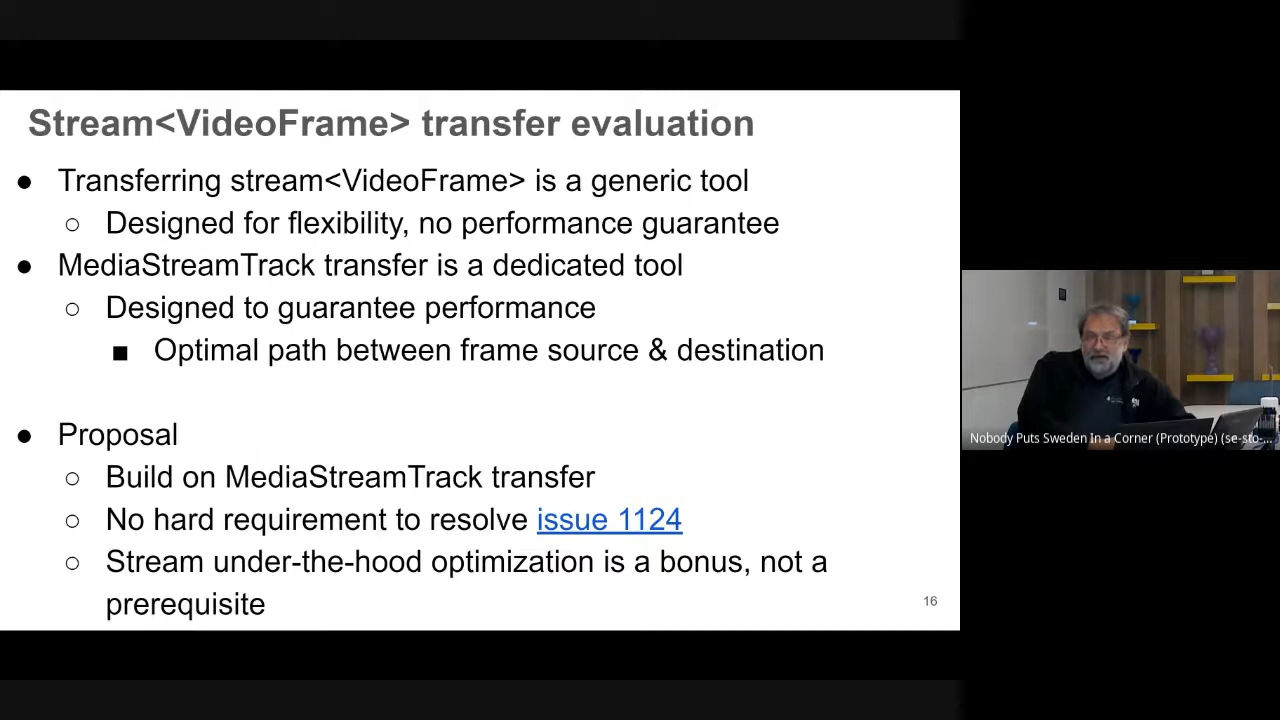 Stream<VideoFrame> transfer evaluation
● Transferring stream<VideoFrame> is a generic tool
○ Designed for flexibility, no performance guarantee
● MediaStreamTrack transfer is a dedicated tool
○ Designed to guarantee performance
■ Optimal path between frame source & destination
● Proposal
○ Build on MediaStreamTrack transfer
○ No hard requirement to resolve issue 1124
○ Stream under-the-hood optimization is a bonus, not a
prerequisite
16
Nobody Puts Sweden In a Corner (Prototype) (se-sto-...